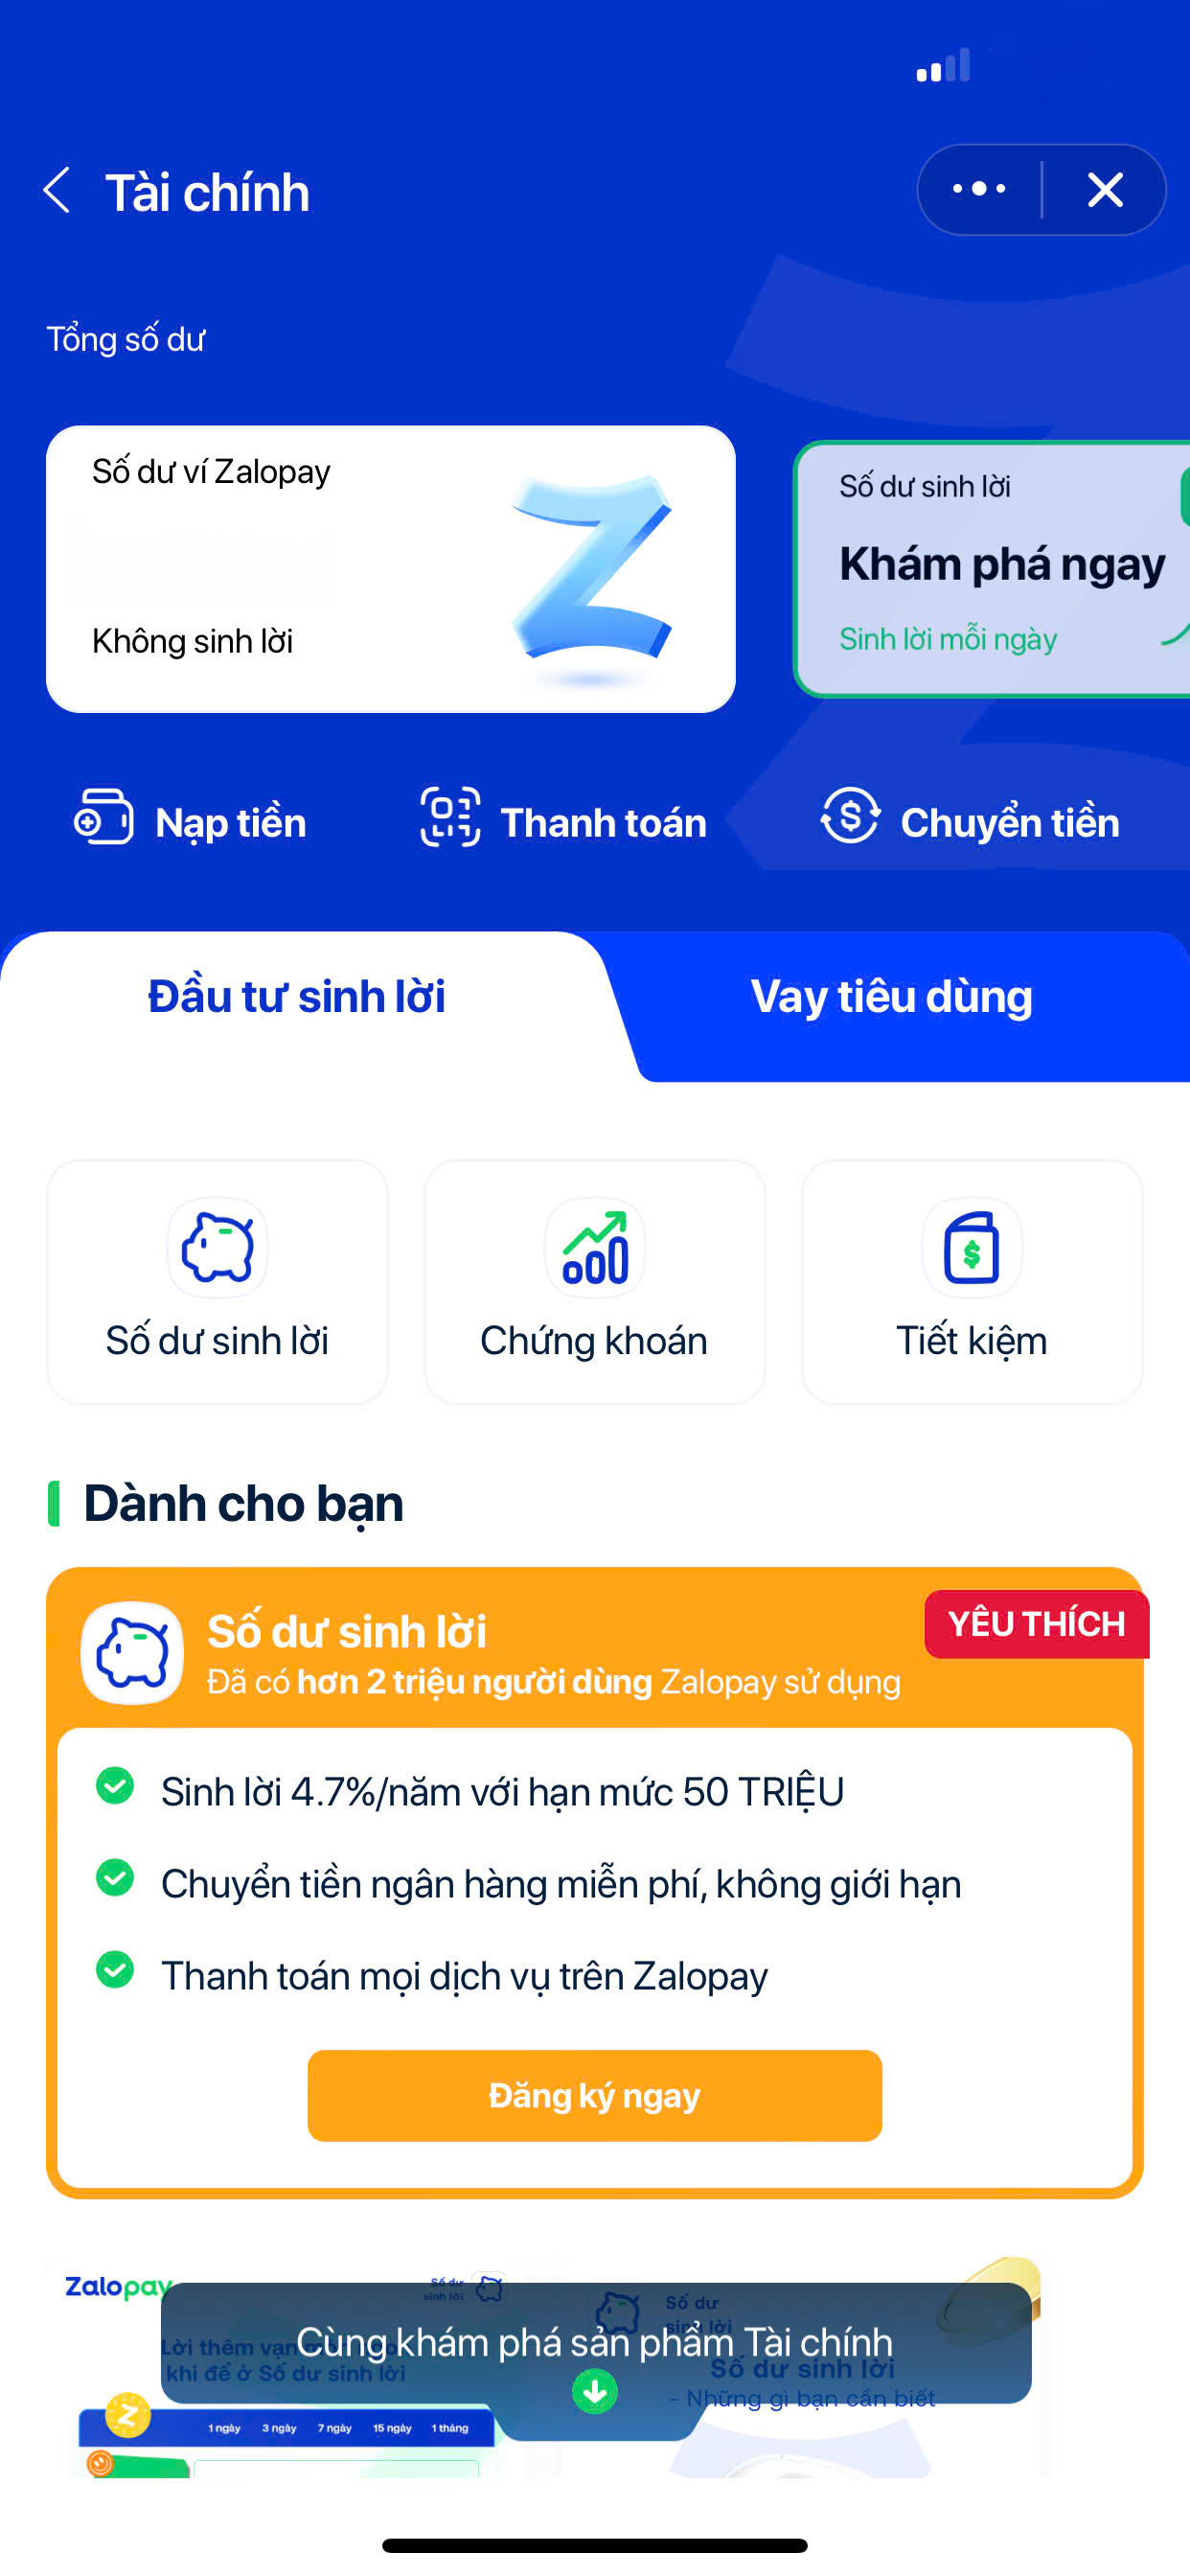 Tài chính
Tổng số dư
Số dư ví Zalopay
Không sinh lời
Số dư sinh lời
Khám phá ngay
Sinh lời mỗi ngày
Nạp tiền
Thanh toán
Chuyển tiền
Đầu tư sinh lời
Vay tiêu dùng
Số dư sinh lời
Chứng khoán
Tiết kiệm
Dành cho bạn
Số dư sinh lời
YÊU THÍCH
Đã có hơn 2 triệu người dùng Zalopay sử dụng
Sinh lời 4.7%/năm với hạn mức 50 TRIỆU
Chuyển tiền ngân hàng miễn phí, không giới hạn
Thanh toán mọi dịch vụ trên Zalopay
Đăng ký ngay
Zalopay
Số dư
sinh lời
Lời thêm vạn
khi để ở Số dư sinh lời
1 ngày 3 ngày 7 ngày 15 ngày 1 tháng
Số dư
sinh lời
Số dư sinh lời
- Những gì bạn cần biết
Cùng khám phá sản phẩm Tài chính